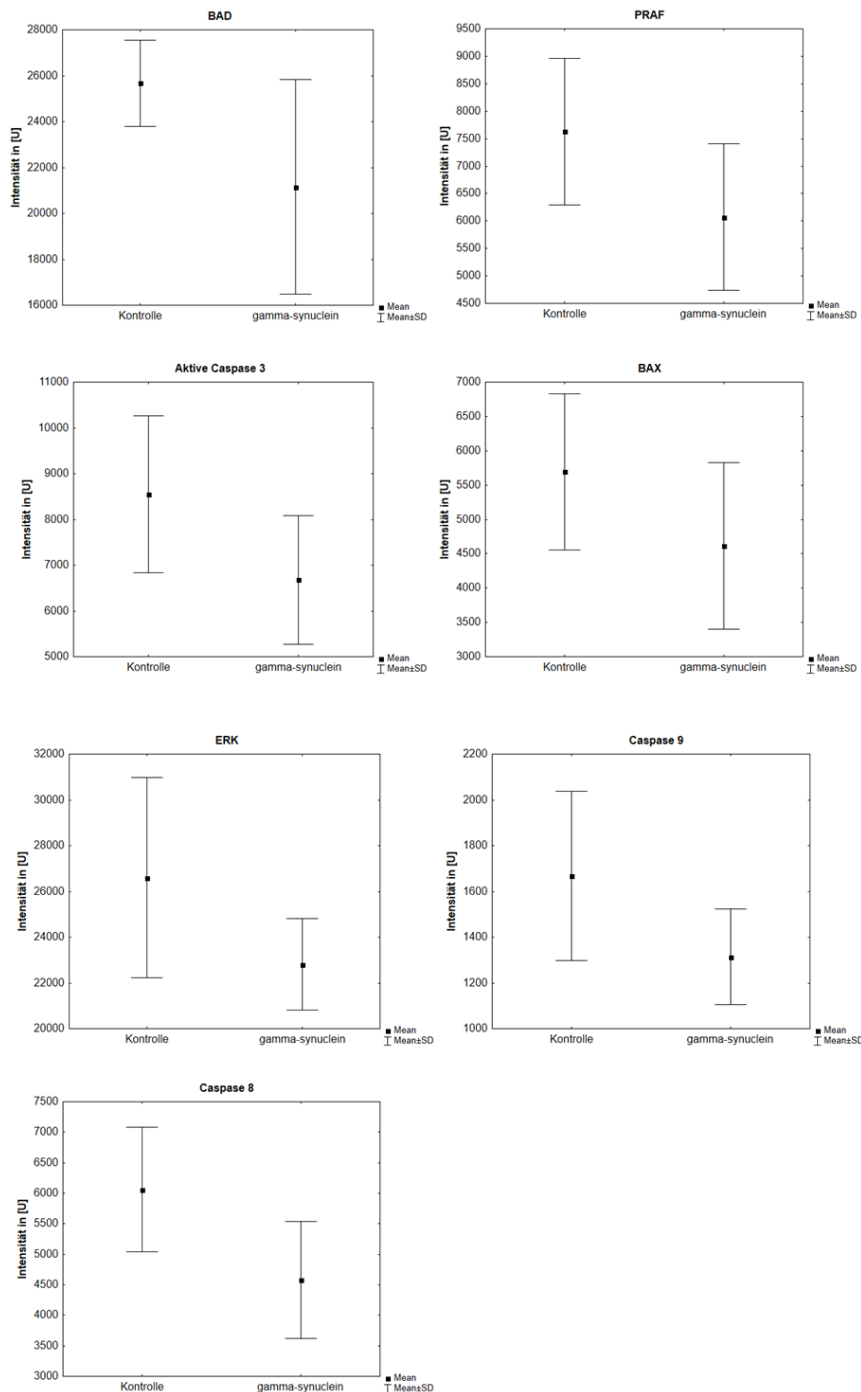 BAD
28000
26000
24000
22000
20000
18000
16000
Intensität in [U]
Kontrolle
gamma-synuclein
Mean
Mean±SD
PRAF
9500
9000
8500
8000
7500
7000
6500
6000
5500
5000
4500
Intensität in [U]
Kontrolle
gamma-synuclein
Mean
Mean±SD
Aktive Caspase 3
11000
10000
9000
8000
7000
6000
5000
Intensität in [U]
Kontrolle
gamma-synuclein
Mean
Mean±SD
BAX
7000
6500
6000
5500
5000
4500
4000
3500
3000
Intensität in [U]
Kontrolle
gamma-synuclein
Mean
Mean±SD
ERK
32000
30000
28000
26000
24000
22000
20000
Intensität in [U]
Kontrolle
gamma-synuclein
Mean
Mean±SD
Caspase 9
2200
2000
1800
1600
1400
1200
1000
Intensität in [U]
Kontrolle
gamma-synuclein
Mean
Mean±SD
Caspase 8
7500
7000
6500
6000
5500
5000
4500
4000
3500
3000
Intensität in [U]
Kontrolle
gamma-synuclein
Mean
Mean±SD